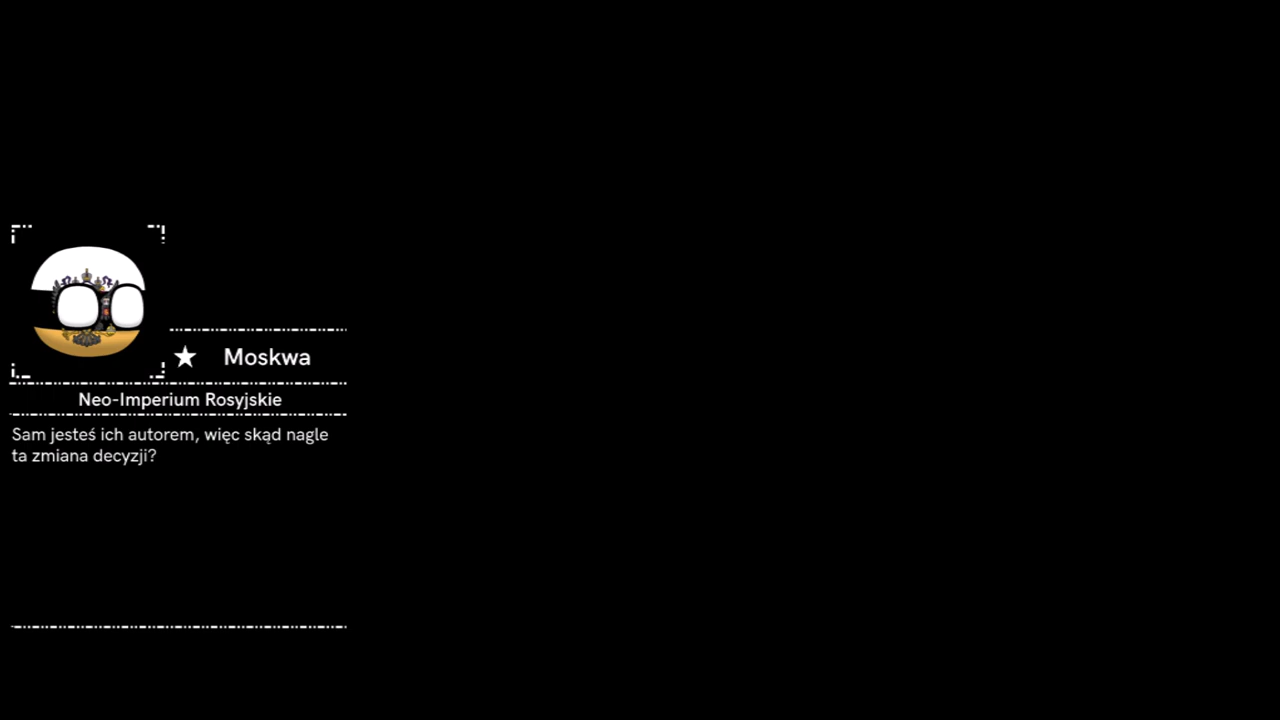 Moskwa
Neo-Imperium Rosyjskie
Sam jesteś ich autorem, więc skąd nagle
ta zmiana decyzji?